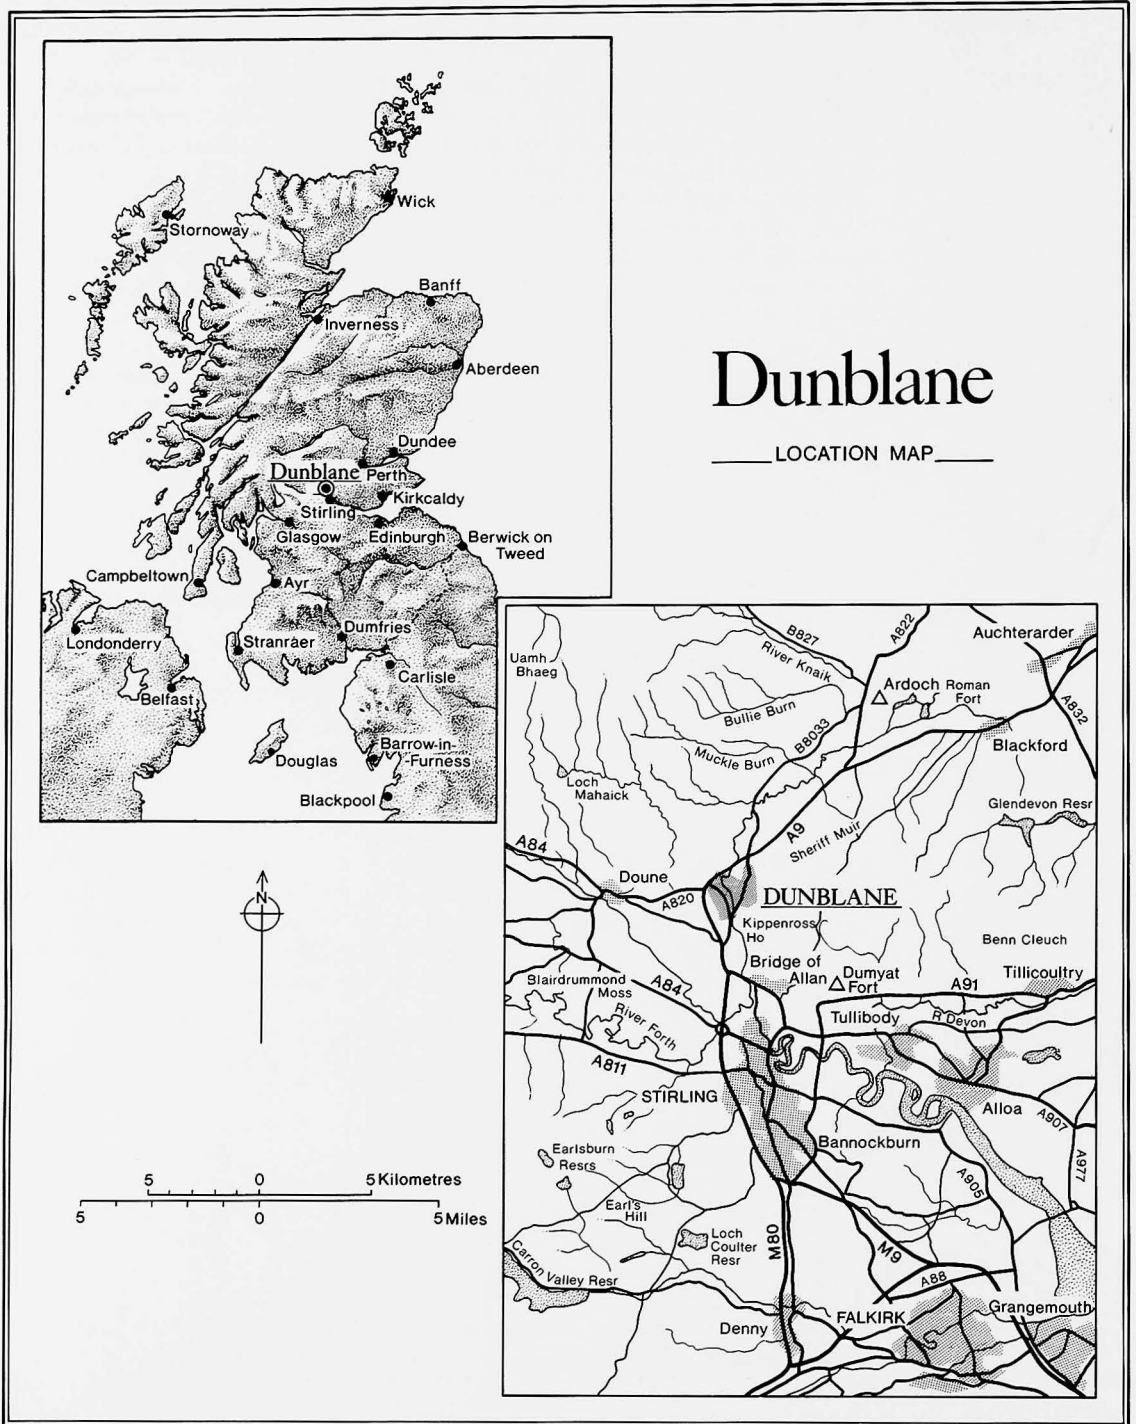 Dunblane
LOCATION MAP
Wick
Stornoway
Banff
Inverness
Aberdeen
Dundee
Dunblane
Perth
Kirkcaldy
Stirling
Glasgow
Edinburgh
Berwick on
Tweed
Campbeltown
Ayr
Londonderry
Stranraer
Dumfries
Carlisle
Belfast
Douglas
Barrow-in-
-Furness
Blackpool
N
5 0 5 Kilometres
5 0 5 Miles
B827
A822
Auchterarder
River Knaik
Uamh
Bhaeg
Ardoch Roman
Fort
A832
Bullie Burn
B8033
Blackford
Muckle Burn
Loch
Mahaick
Glendevon Resr
A9
Sheriff Muir
A84
Doune
A820
DUNBLANE
Kippenross
Ho
Benn Cleuch
Bridge of
Allan
Dumyat
Fort
Tillicoultry
A91
Blairdrummond
Moss
A84
River Forth
Tullibody
R Devon
A811
STIRLING
Alloa
A907
Bannockburn
A977
Earlsburn
Resrs
A905
Earl's
Hill
Loch
Coulter
Resr
M80
M9
Carron Valley Resr
A88
Grangemouth
FALKIRK
Denny